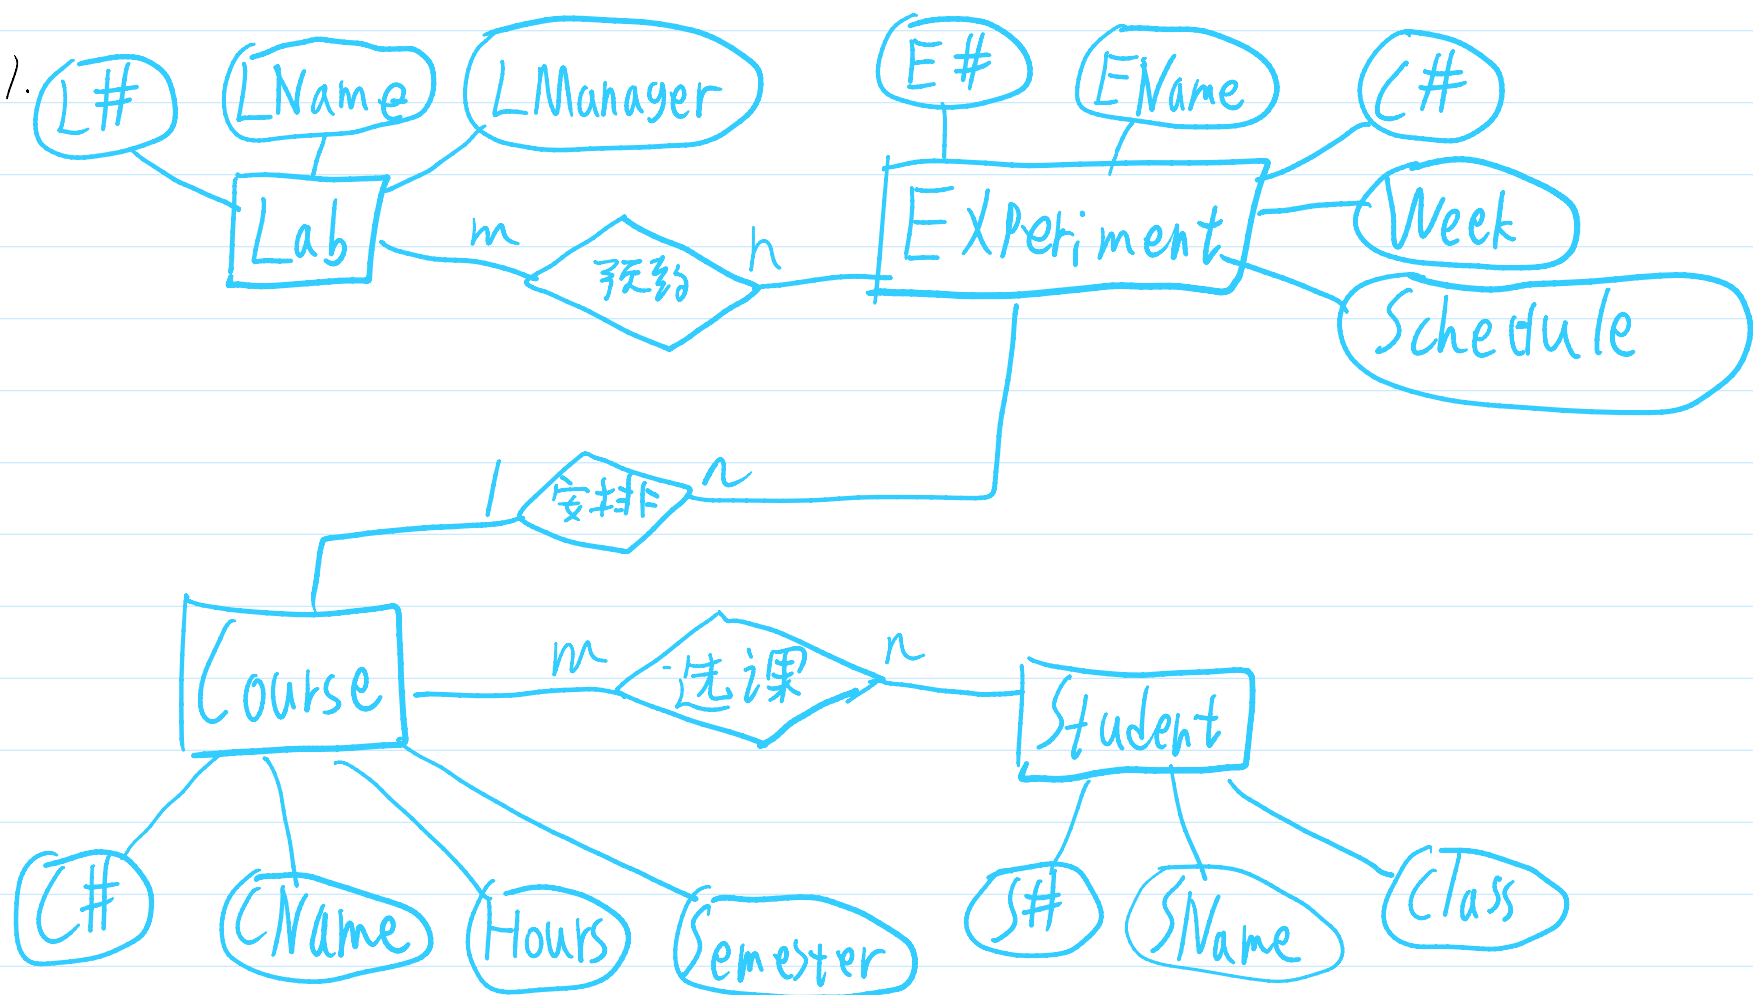 1.
L# LName LManager E# EName C#
Lab m 预约 n Experiment Week
Schedule
1 安排 n
Course m 选课 n Student
C# CName Hours Semester S# SName Class